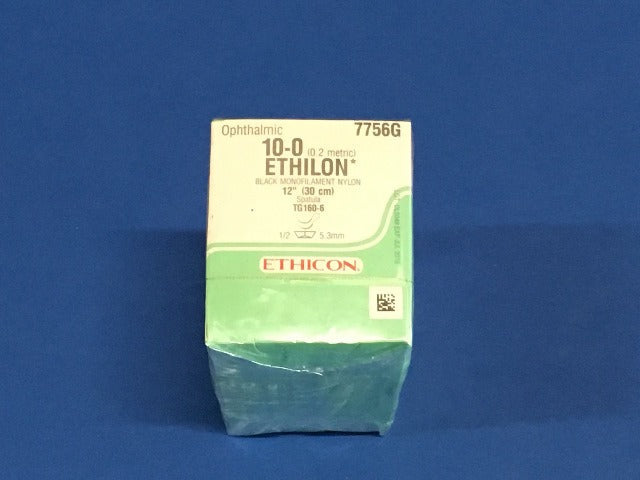 Ophthalmic 7756G
10-0 (0.2 metric)
ETHILON*
BLACK MONOFILAMENT NYLON
12" (30 cm)
Spatula
TG160-6
1/2 5.3mm
ETHICON